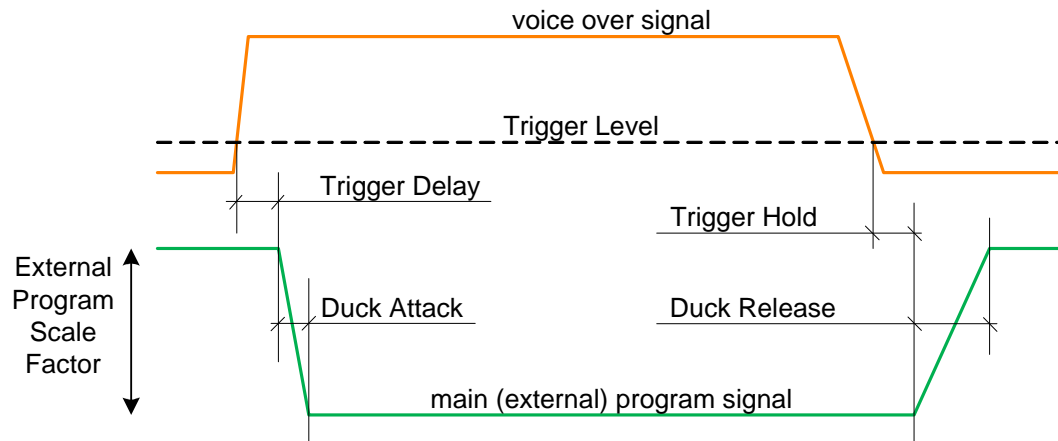 voice over signal
Trigger Level
Trigger Delay
Trigger Hold
External
Program
Scale
Factor
Duck Attack
Duck Release
main (external) program signal